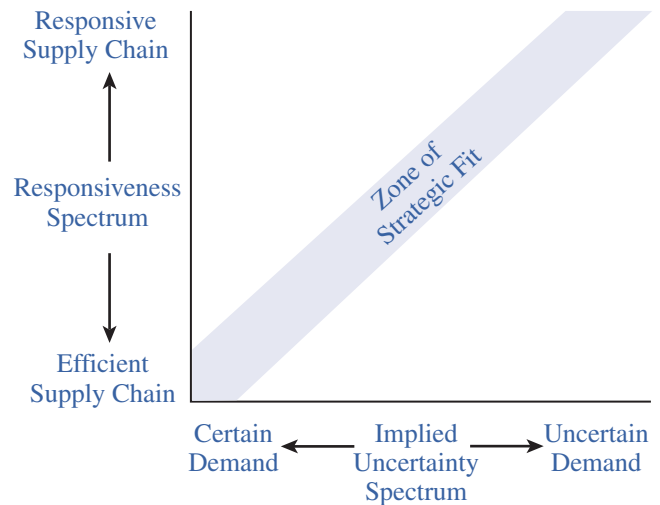 Responsive
Supply Chain
Responsiveness
Spectrum
Efficient
Supply Chain
Zone of
Strategic Fit
Certain
Demand
Implied
Uncertainty
Spectrum
Uncertain
Demand